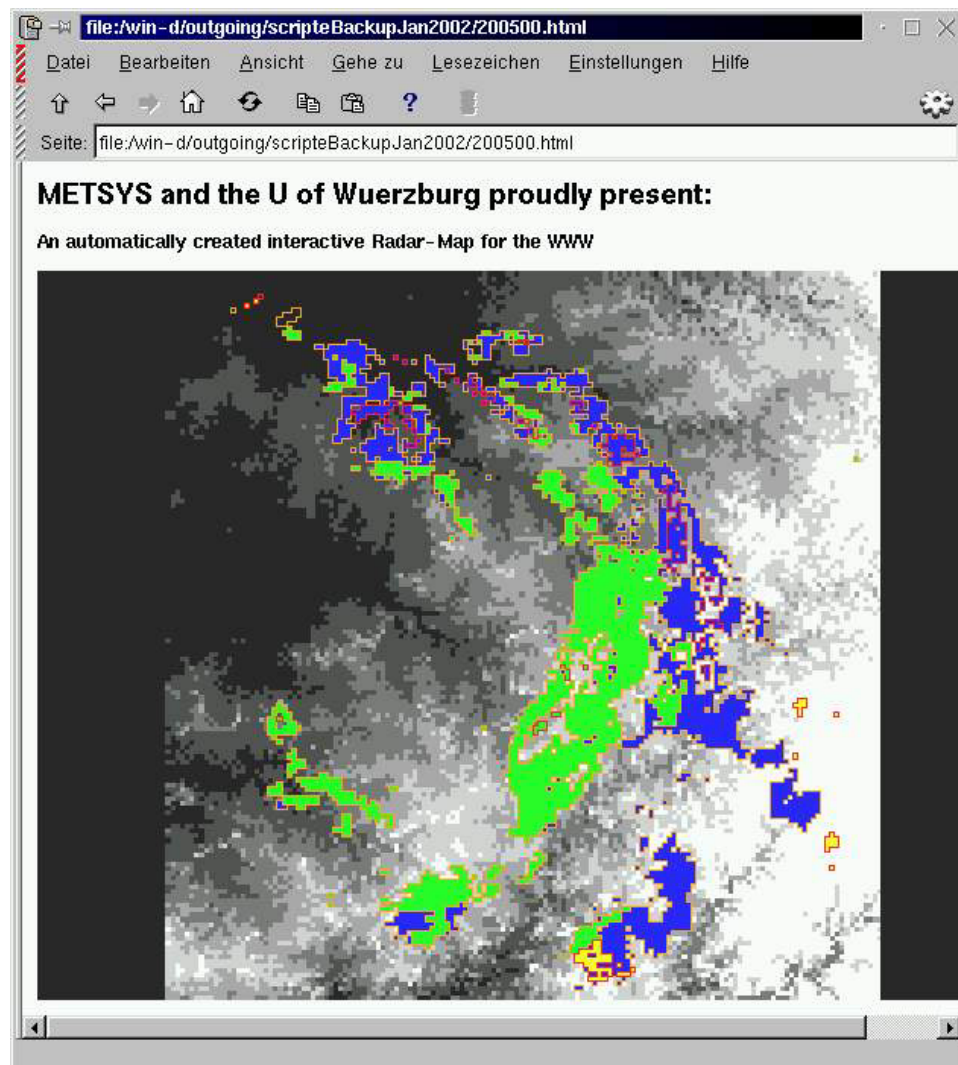 file:/win-d/outgoing/scripteBackupJan2002/200500.html
Datei Bearbeiten Ansicht Gehe zu Lesezeichen Einstellungen Hilfe
?
Seite: file:/win-d/outgoing/scripteBackupJan2002/200500.html
METSYS and the U of Wuerzburg proudly present:
An automatically created interactive Radar-Map for the WWW